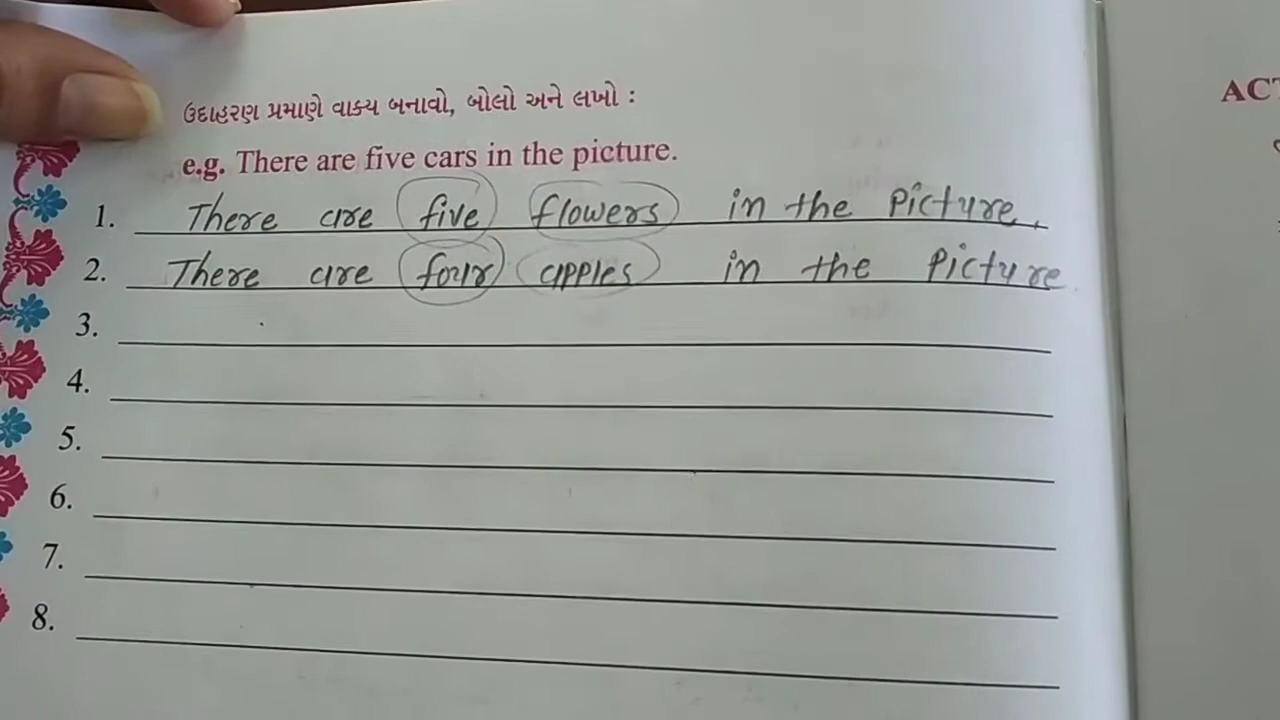 ઉદાહરણ પ્રમાણે વાક્ય બનાવો, બોલો અને લખો :
e.g. There are five cars in the picture.
1. There are five flowers in the picture.
2. There are four apples in the picture
3.
4.
5.
6.
7.
8.
ACT